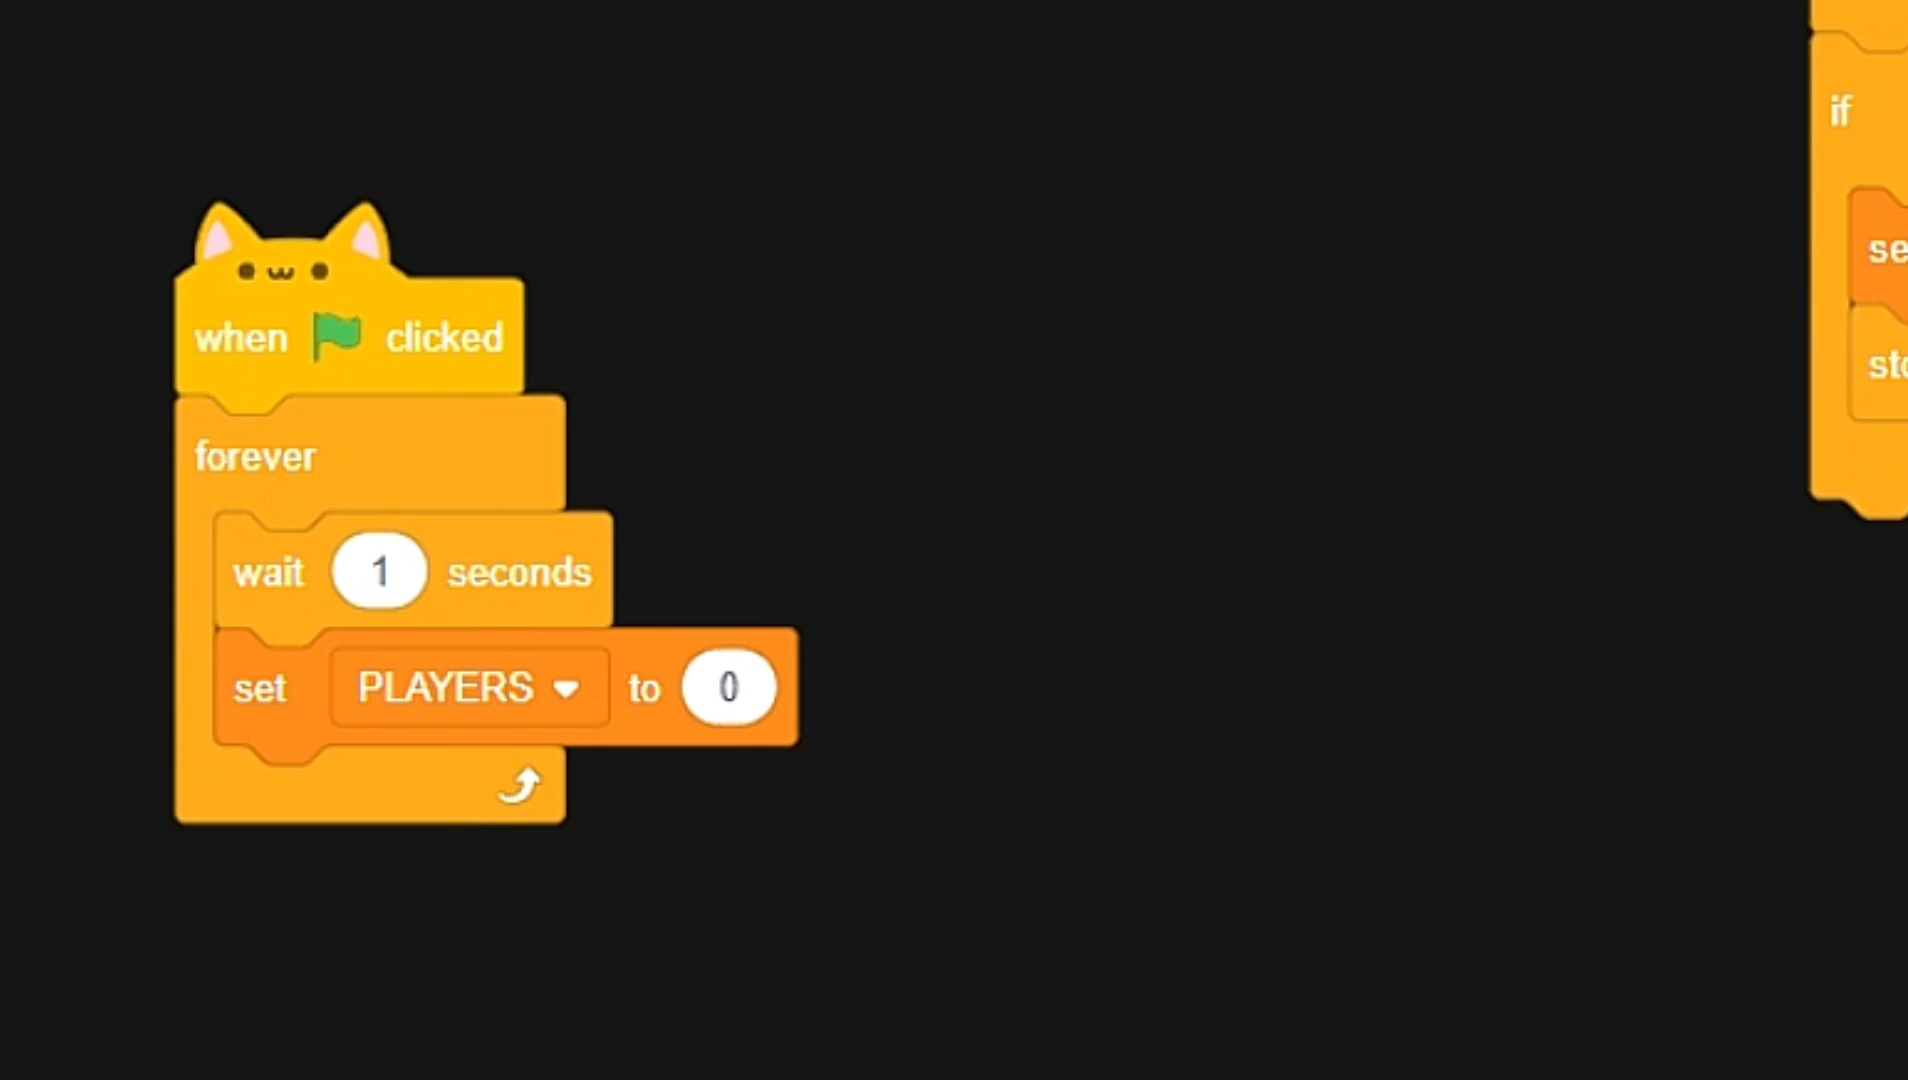 when clicked
forever
wait 1 seconds
set PLAYERS to 0
if